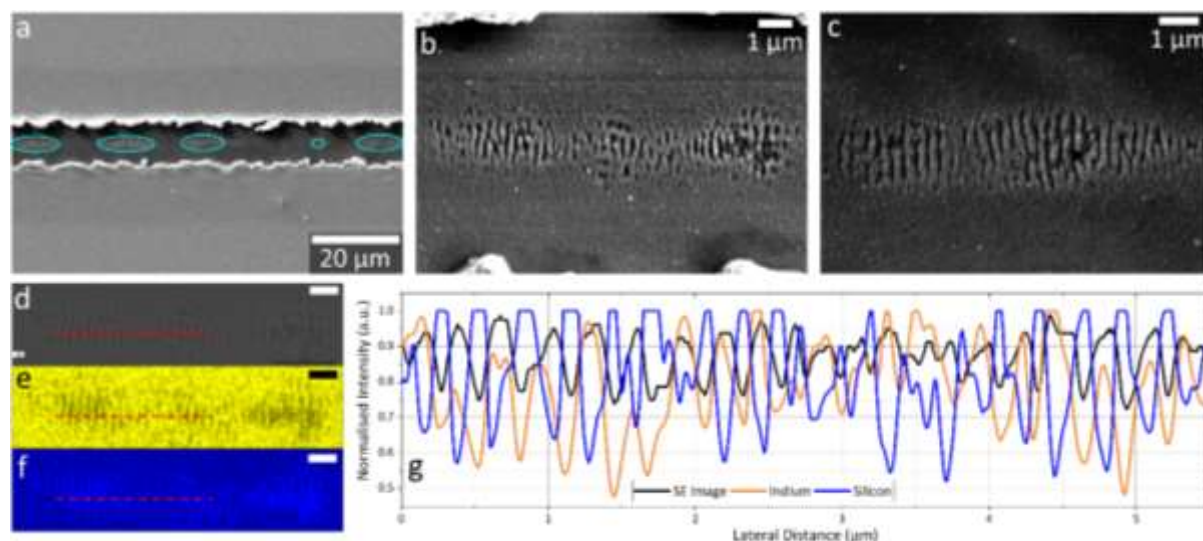 a
20 μm
b
1 μm
c
1 μm
d
e
f
g
Normalised Intensity (a.u.)
1.0
0.9
0.8
0.7
0.6
0.5
SE Image
Indium
Silicon
0
1
2
3
4
5
Lateral Distance (μm)